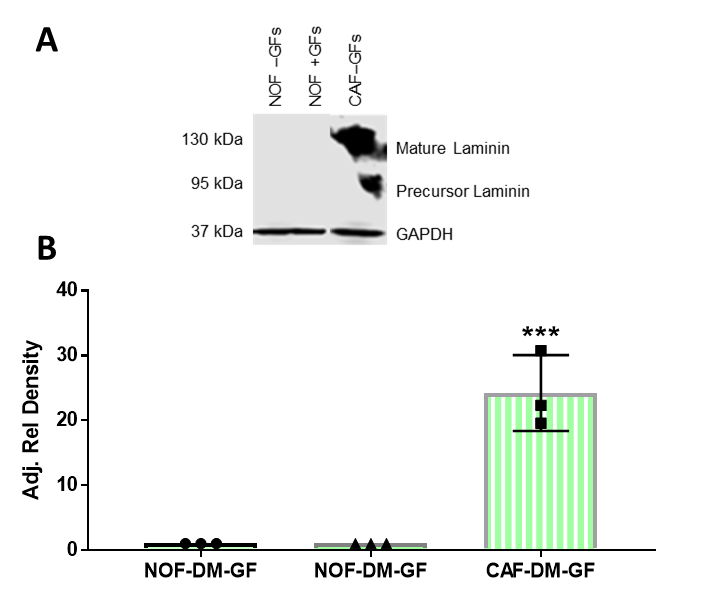 A
NOF –GFs
NOF +GFs
CAF–GFs
130 kDa
Mature Laminin
95 kDa
Precursor Laminin
37 kDa
GAPDH
B
40
30
20
10
0
Adj. Rel Density
***
NOF-DM-GF
NOF-DM-GF
CAF-DM-GF